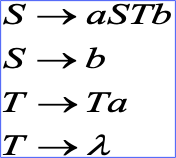 S → aSTb
S → b
T → Ta
T → λ